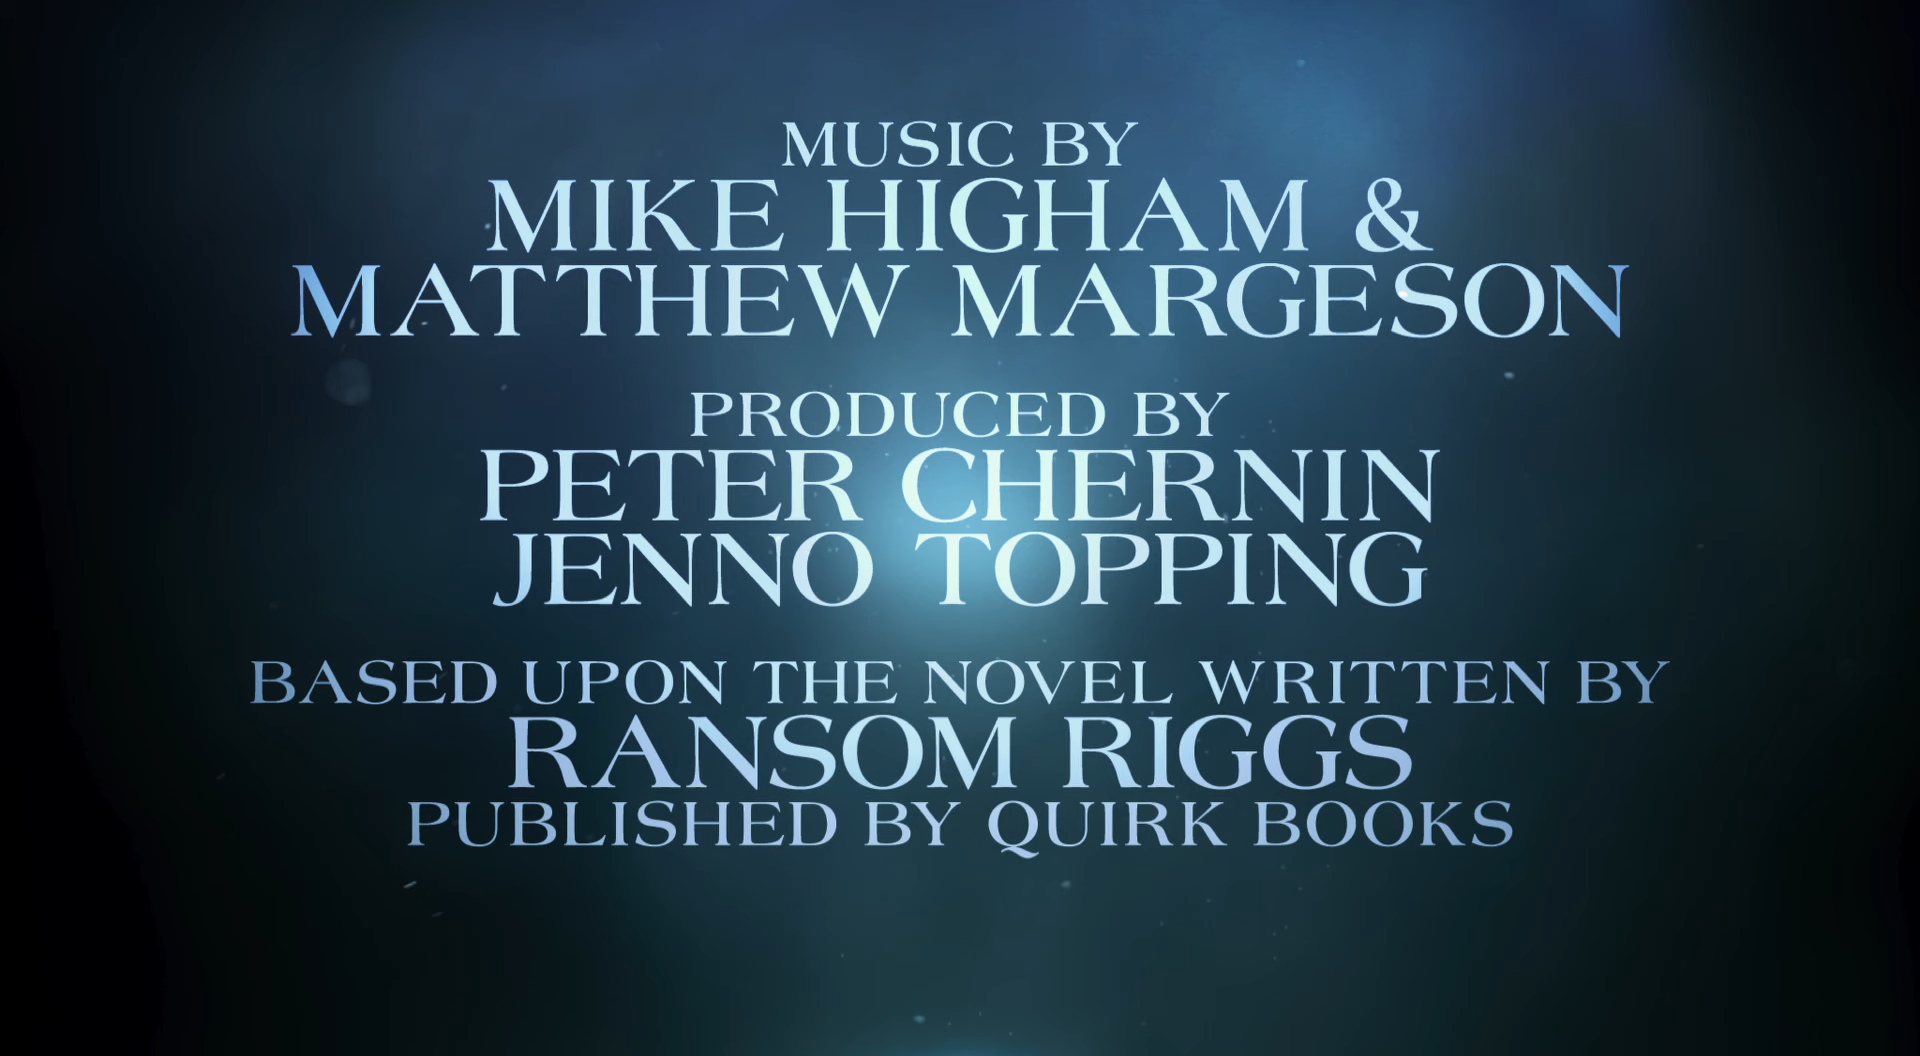 MUSIC BY
MIKE HIGHAM &
MATTHEW MARGESON
PRODUCED BY
PETER CHERNIN
JENNO TOPPING
BASED UPON THE NOVEL WRITTEN BY
RANSOM RIGGS
PUBLISHED BY QUIRK BOOKS